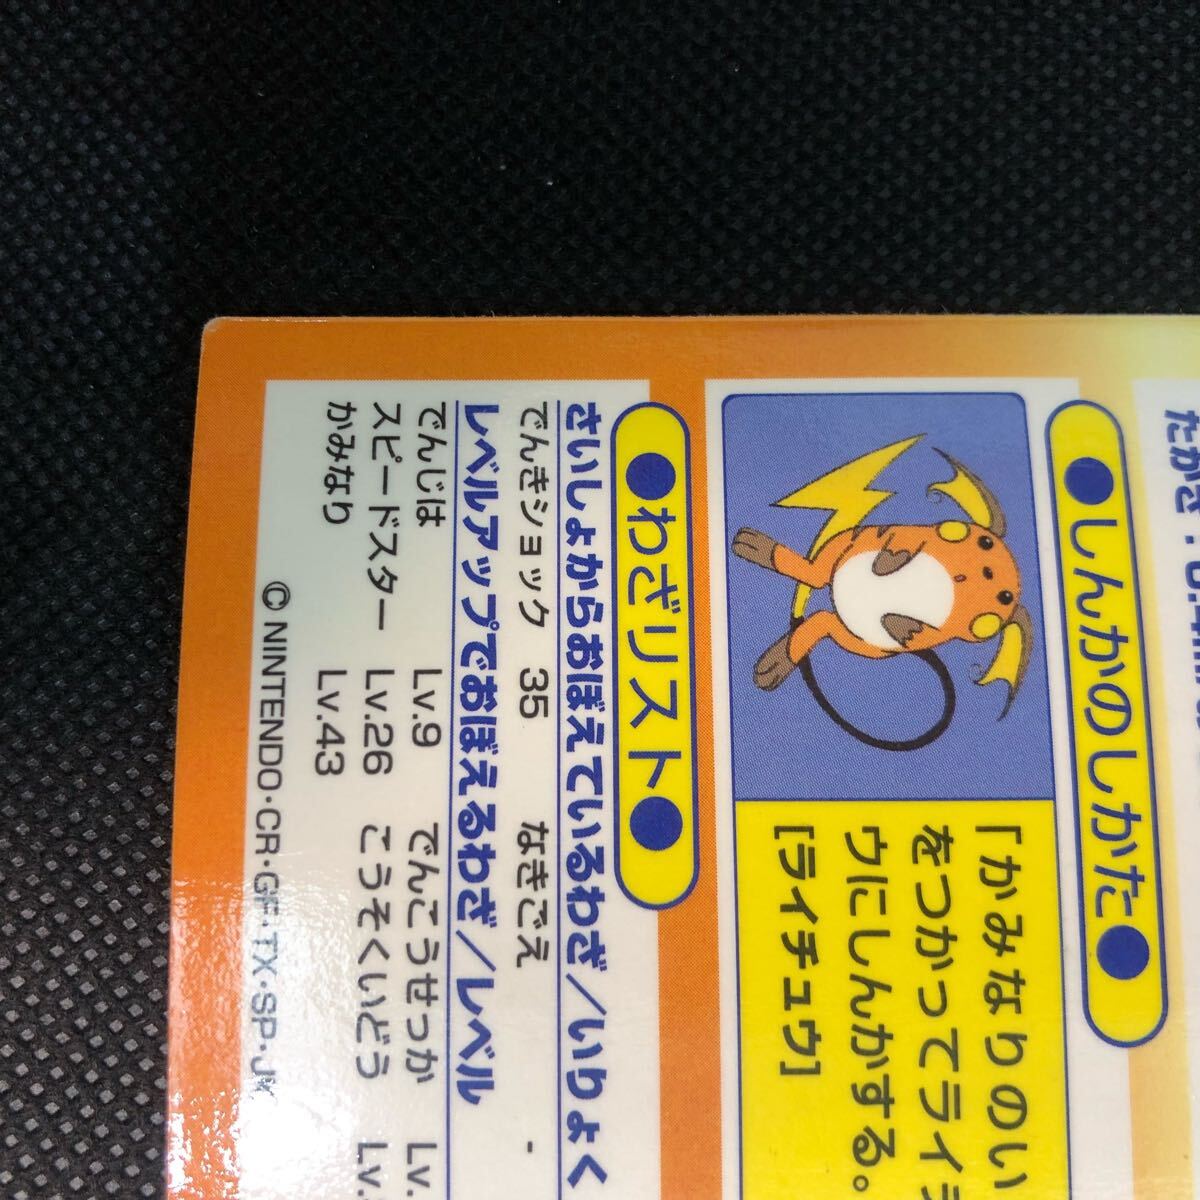 たかさ：0.4m
●しんかのしかた●
「かみなりのい
をつかってライ
ウにしんかする。
[ライチュウ]
●わざリスト●
さいしょからおぼえているわざ/いりょく
でんきショック 35 なきごえ -
レベルアップでおぼえるわざ/レベル
でんじは Lv.9 でんこうせっか Lv.
スピードスター Lv.26 こうそくいどう Lv.
かみなり Lv.43
© NINTENDO・CR・GF・TX・SP・J